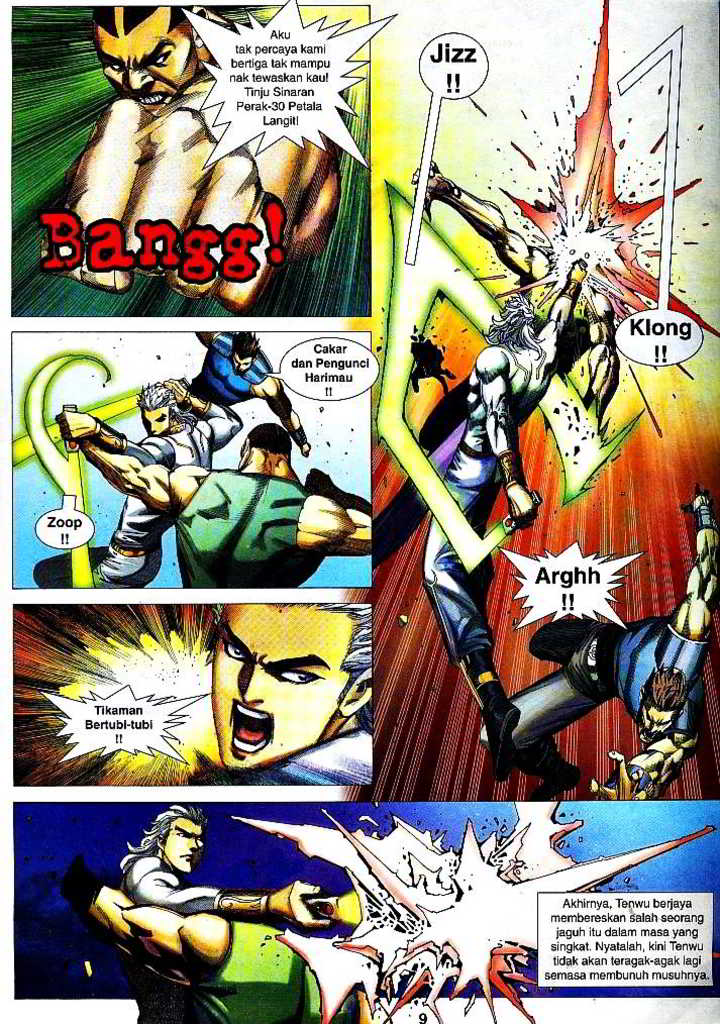 Aku
tak percaya kami
bertiga tak mampu
nak tewaskan kau!
Tinju Sinaran
Perak-30 Petala
Langit!
Bangg!
Cakar
dan Pengunci
Harimau
!!
Zoop
!!
Tikaman
Bertubi-tubi
!!
Jizz
!!
Klong
!!
Arghh
!!
Akhirnya, Tenwu berjaya
membereskan salah seorang
jaguh itu dalam masa yang
singkat. Nyatalah, kini Tenwu
tidak akan teragak-agak lagi
semasa membunuh musuhnya.
9